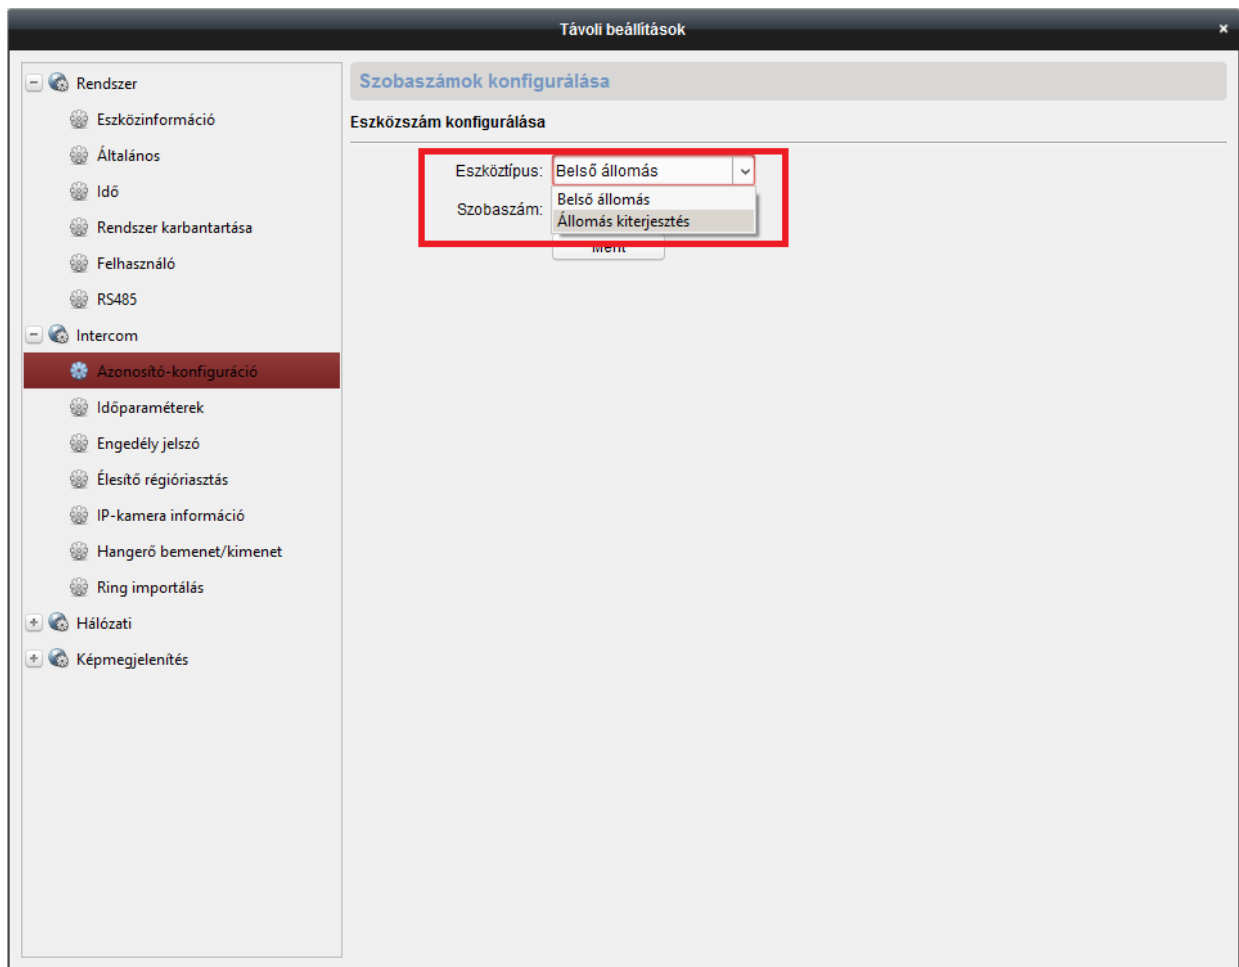 Távoli beállítások
Rendszer
Eszközinformáció
Általános
Idő
Rendszer karbantartása
Felhasználó
RS485
Intercom
Azonosító-konfiguráció
Időparaméterek
Engedély jelszó
Élesítő régióriasztás
IP-kamera információ
Hangerő bemenet/kimenet
Ring importálás
Hálózati
Képmegjelenítés
Szobaszámok konfigurálása
Eszközszám konfigurálása
Eszköztípus: Belső állomás
Belső állomás
Szobaszám:
Állomás kiterjesztés
Ment